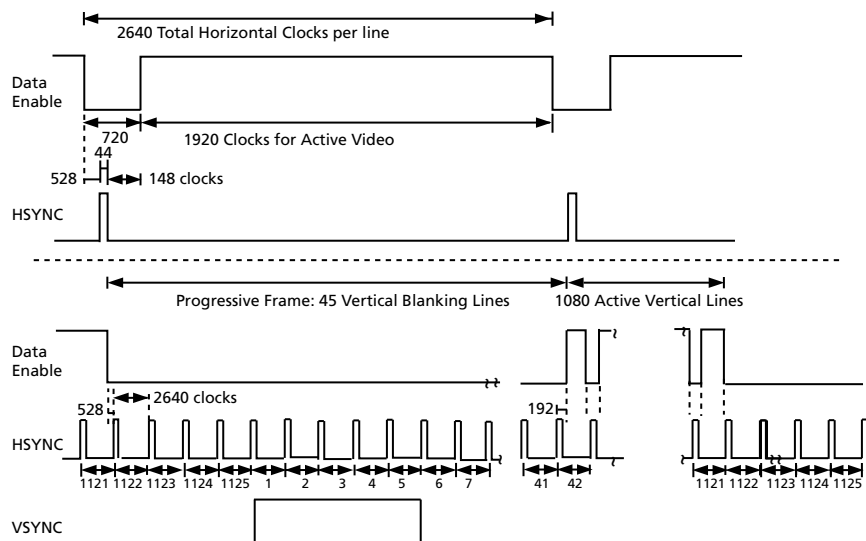 2640 Total Horizontal Clocks per line
Data
Enable
720
1920 Clocks for Active Video
44
528
148 clocks
HSYNC
Progressive Frame: 45 Vertical Blanking Lines
1080 Active Vertical Lines
Data
Enable
2640 clocks
528
192
HSYNC
1121 1122 1123 1124 1125 1 2 3 4 5 6 7 41 42 1121 1122 1123 1124 1125
VSYNC